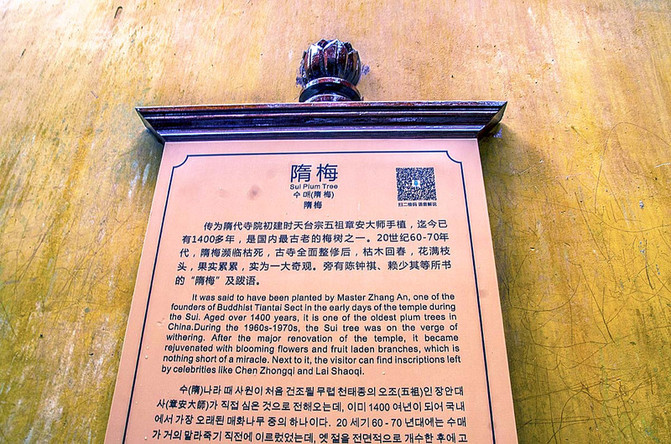 隋梅
Sui Plum Tree
수매(隋梅)
隋梅
扫二维码 语音解说
传为隋代寺院初建时天台宗五祖章安大师手植，迄今已
有1400多年，是国内最古老的梅树之一。20世纪60-70年
代，隋梅濒临枯死，古寺全面整修后，枯木回春，花满枝
头，果实累累，实为一大奇观。旁有陈钟祺、赖少其等所书
的“隋梅”及跋语。
It was said to have been planted by Master Zhang An, one of the
founders of Buddhist Tiantai Sect in the early days of the temple during
the Sui. Aged over 1400 years, it is one of the oldest plum trees in
China.During the 1960s-1970s, the Sui tree was on the verge of
withering. After the major renovation of the temple, it became
rejuvenated with blooming flowers and fruit laden branches, which is
nothing short of a miracle. Next to it, the visitor can find inscriptions left
by celebrities like Chen Zhongqi and Lai Shaoqi.
수(隋)나라 때 사원이 처음 건조될 무렵 천태종의 오조(五祖)인 장안 대
사(章安大師)가 직접 심은 것으로 전해오는데, 이미 1400 여년이 되어 국내
에서 가장 오래된 매화나무 중의 하나이다. 20 세기 60-70 년대에는 수매
가 거의 말라죽기 직전에 이르렀었는데, 옛 절을 전면적으로 개수한 후에 고